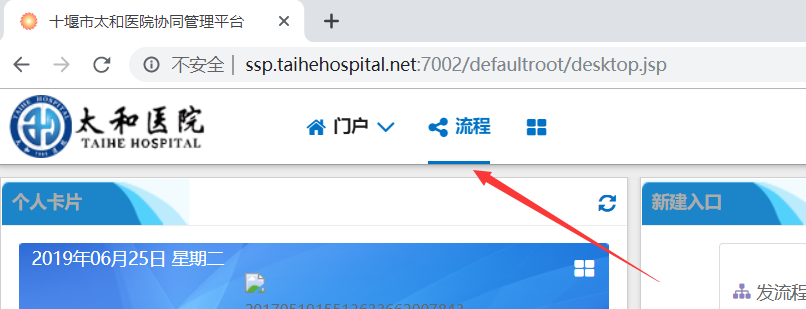 十堰市太和医院协同管理平台
不安全 | ssp.taihehospital.net:7002/defaultroot/desktop.jsp
TAIHE HOSPITAL
太和医院
TAIHE HOSPITAL
门户 流程
个人卡片 新建入口
2019年06月25日 星期二
发流程